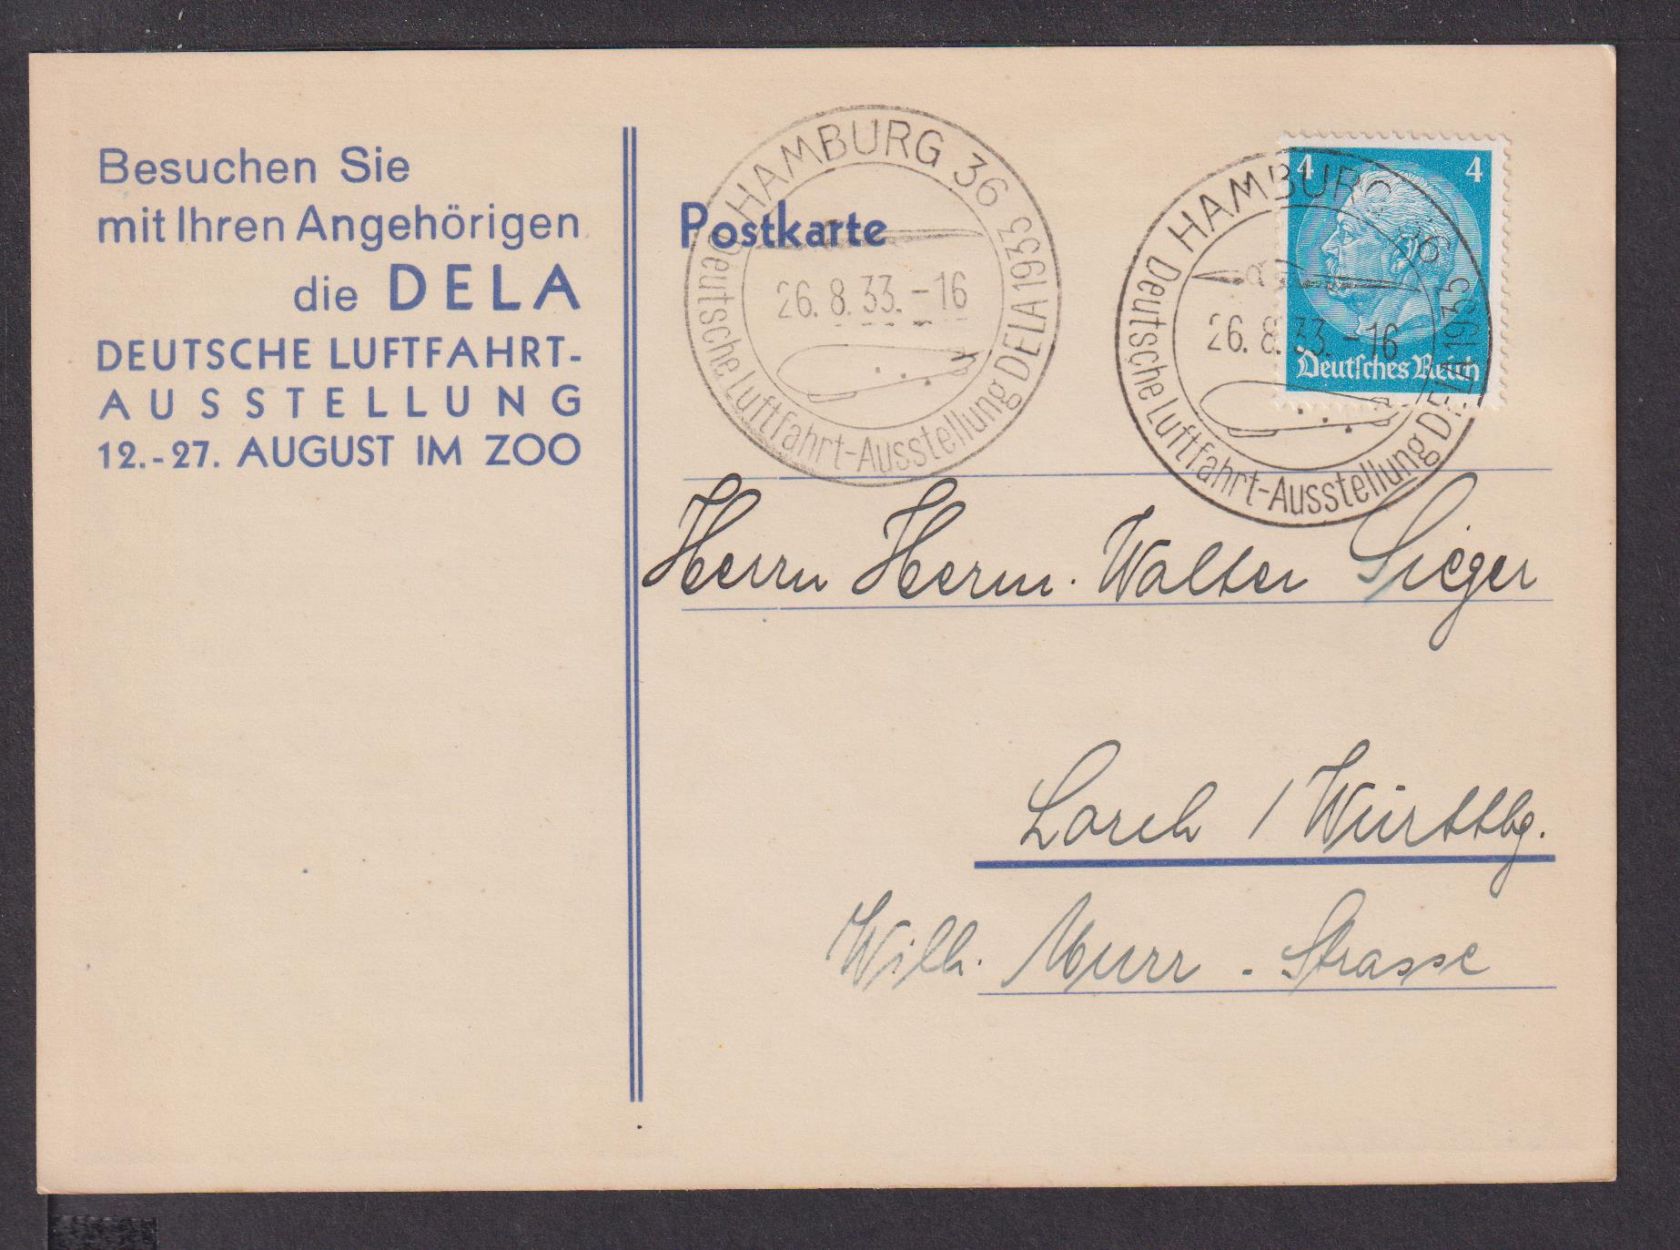 Besuchen Sie
mit Ihren Angehörigen
die DELA
DEUTSCHE LUFTFAHRT-
AUSSTELLUNG
12.-27. AUGUST IM ZOO
Postkarte
HAMBURG 36
26.8.33.-16
Deutsche Luftfahrt-Ausstellung DELA 1933
HAMBURG 36
26.8.33.-16
Deutsche Luftfahrt-Ausstellung DELA 1933
4 4
Deutsches Reich
Herrn Herm. Walter Sieger
Lorch / Württbg.
Wilh. Murr-Strasse